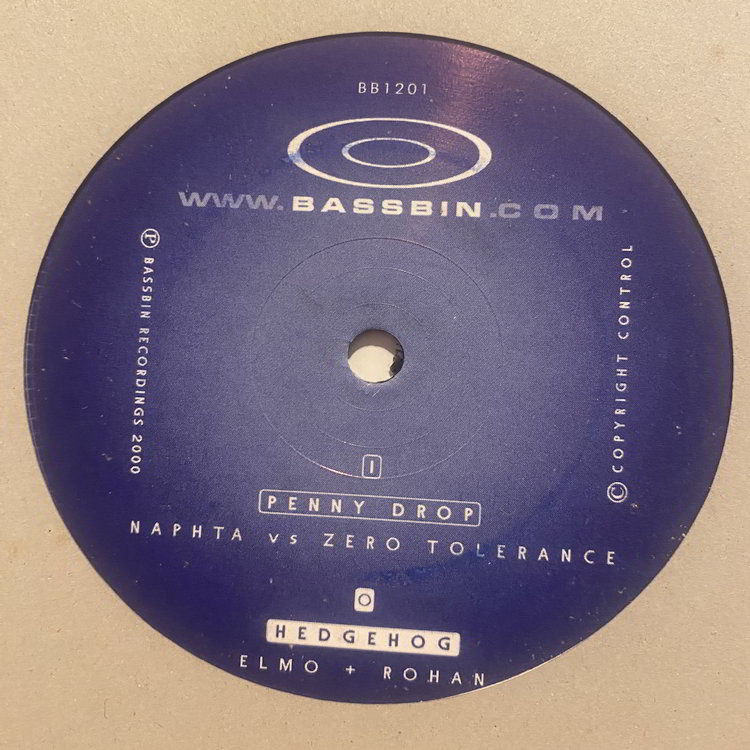 BB1201
WWW.BASSBIN.COM
Ⓟ BASSBIN RECORDINGS 2000
© COPYRIGHT CONTROL
I
PENNY DROP
NAPHTA vs ZERO TOLERANCE
O
HEDGEHOG
ELMO + ROHAN